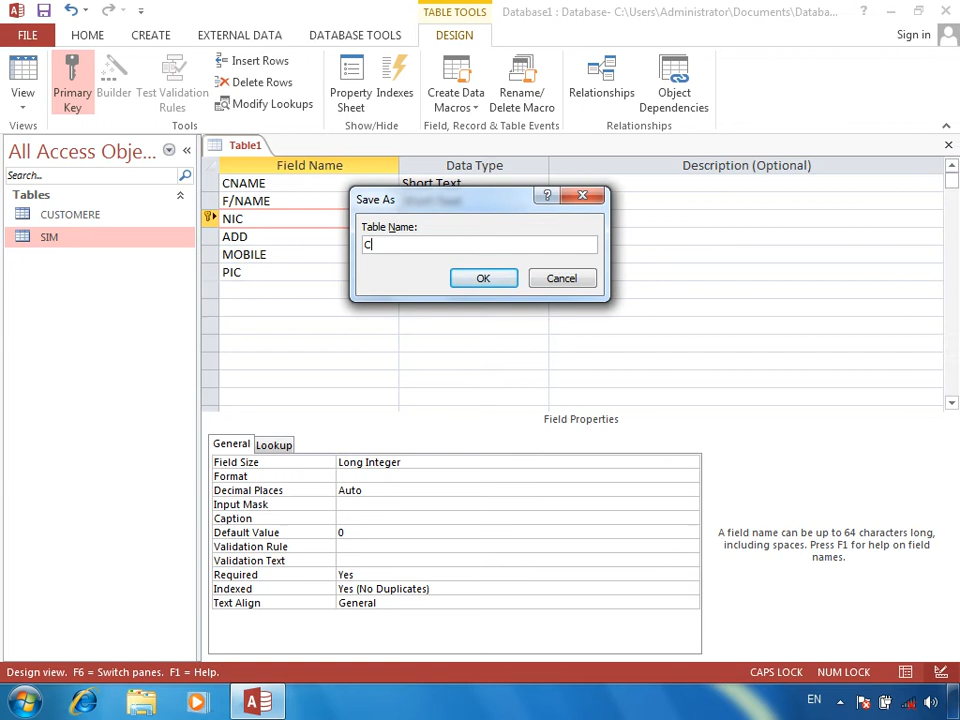 TABLE TOOLS
Database1 : Database- C:\Users\Administrator\Documents\Databa...
FILE HOME CREATE EXTERNAL DATA DATABASE TOOLS DESIGN Sign in
View
Primary Key
Builder
Test Validation Rules
Insert Rows
Delete Rows
Modify Lookups
Property Sheet
Indexes
Create Data Macros
Rename/ Delete Macro
Relationships
Object Dependencies
Views Tools Show/Hide Field, Record & Table Events Relationships
All Access Obje...
Search...
Tables
CUSTOMERE
SIM
Table1
Field Name Data Type Description (Optional)
CNAME Short Text
F/NAME
NIC
ADD
MOBILE
PIC
Save As
Table Name:
C
OK Cancel
Field Properties
General Lookup
Field Size Long Integer
Format
Decimal Places Auto
Input Mask
Caption
Default Value 0
Validation Rule
Validation Text
Required Yes
Indexed Yes (No Duplicates)
Text Align General
A field name can be up to 64 characters long,
including spaces. Press F1 for help on field
names.
Design view. F6 = Switch panes. F1 = Help. CAPS LOCK NUM LOCK
EN